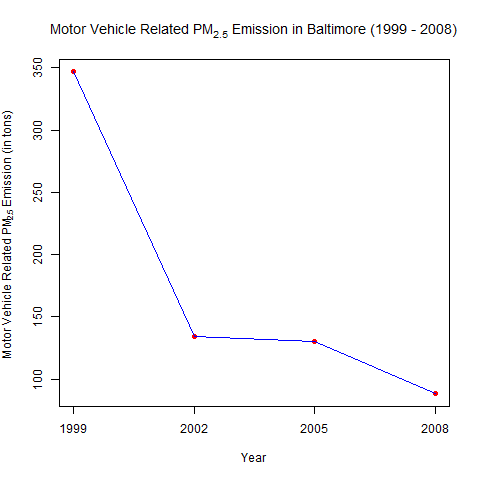 Motor Vehicle Related PM2.5 Emission in Baltimore (1999 - 2008)
Motor Vehicle Related PM2.5 Emission (in tons)
350
300
250
200
150
100
1999 2002 2005 2008
Year